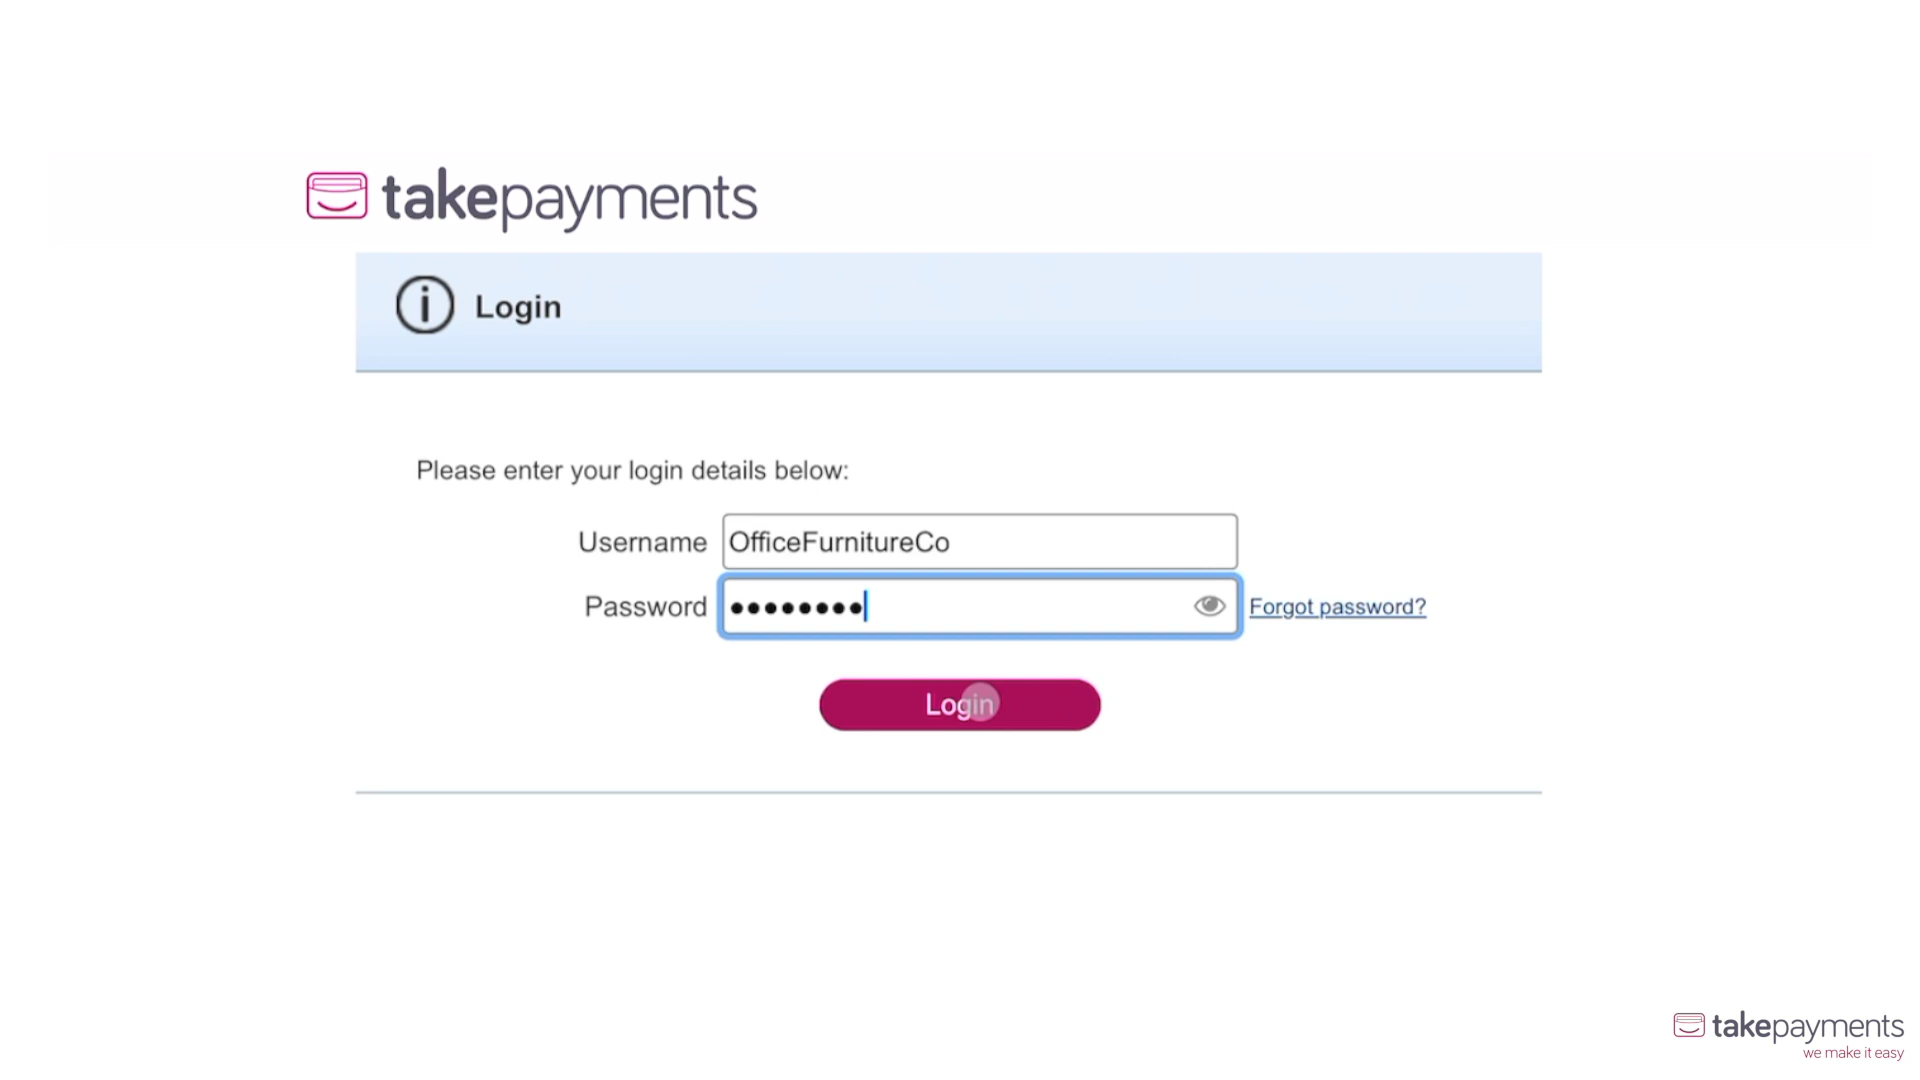 takepayments
Login
Please enter your login details below:
Username OfficeFurnitureCo
Password ●●●●●●●● Forgot password?
Login
takepayments
we make it easy